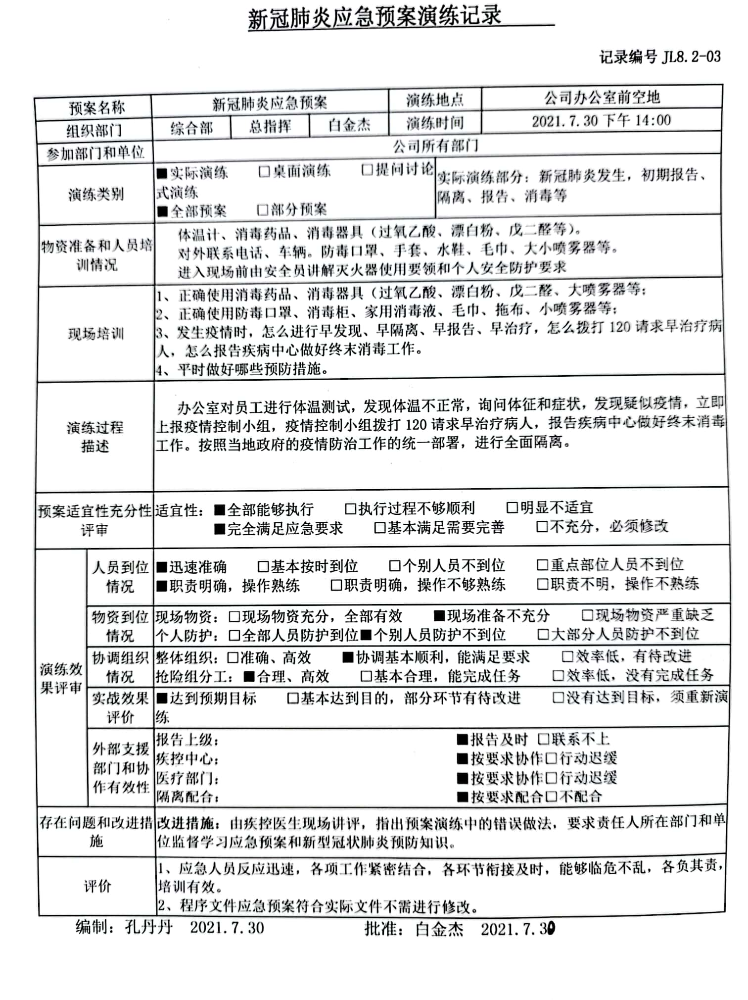 新冠肺炎应急预案演练记录
记录编号 JL8.2-03
预案名称 新冠肺炎应急预案 演练地点 公司办公室前空地
组织部门 综合部 总指挥 白金杰 演练时间 2021.7.30 下午 14:00
参加部门和单位 公司所有部门
演练类别
■实际演练 □桌面演练 □提问讨论
式演练
■全部预案 □部分预案
实际演练部分：新冠肺炎发生，初期报告、
隔离、报告、消毒等
物资准备和人员培
训情况
体温计、消毒药品、消毒器具（过氧乙酸、漂白粉、戊二醛等）。
对外联系电话、车辆。防毒口罩、手套、水鞋、毛巾、大小喷雾器等。
进入现场前由安全员讲解灭火器使用要领和个人安全防护要求
现场培训
1、正确使用消毒药品、消毒器具（过氧乙酸、漂白粉、戊二醛、大喷雾器等；
2、正确使用防毒口罩、消毒柜、家用消毒液、毛巾、拖布、小喷雾器等；
3、发生疫情时，怎么进行早发现、早隔离、早报告、早治疗，怎么拨打 120 请求早治疗病
人，怎么报告疾病中心做好终末消毒工作。
4、平时做好哪些预防措施。
演练过程
描述
办公室对员工进行体温测试，发现体温不正常，询问体征和症状，发现疑似疫情，立即
上报疫情控制小组，疫情控制小组拨打 120 请求早治疗病人，报告疾病中心做好终末消毒
工作。按照当地政府的疫情防治工作的统一部署，进行全面隔离。
预案适宜性充分性
评审
适宜性：■全部能够执行 □执行过程不够顺利 □明显不适宜
■完全满足应急要求 □基本满足需要完善 □不充分，必须修改
演练效
果评审
人员到位
情况
■迅速准确 □基本按时到位 □个别人员不到位 □重点部位人员不到位
■职责明确，操作熟练 □职责明确，操作不够熟练 □职责不明，操作不熟练
物资到位
情况
现场物资：□现场物资充分，全部有效 ■现场准备不充分 □现场物资严重缺乏
个人防护：□全部人员防护到位■个别人员防护不到位 □大部分人员防护不到位
协调组织
情况
整体组织：□准确、高效 ■协调基本顺利，能满足要求 □效率低，有待改进
抢险组分工：■合理、高效 □基本合理，能完成任务 □效率低，没有完成任务
实战效果
评价
■达到预期目标 □基本达到目的，部分环节有待改进 □没有达到目标，须重新演
练
外部支援
部门和协
作有效性
报告上级： ■报告及时 □联系不上
疾控中心； ■按要求协作□行动迟缓
医疗部门： ■按要求协作□行动迟缓
隔离配合： ■按要求配合□不配合
存在问题和改进措
施
改进措施：由疾控医生现场讲评，指出预案演练中的错误做法，要求责任人所在部门和单
位监督学习应急预案和新型冠状肺炎预防知识。
评价
1、应急人员反应迅速，各项工作紧密结合，各环节衔接及时，能够临危不乱，各负其责，
培训有效。
2、程序文件应急预案符合实际文件不需进行修改。
编制：孔丹丹 2021.7.30 批准：白金杰 2021.7.30